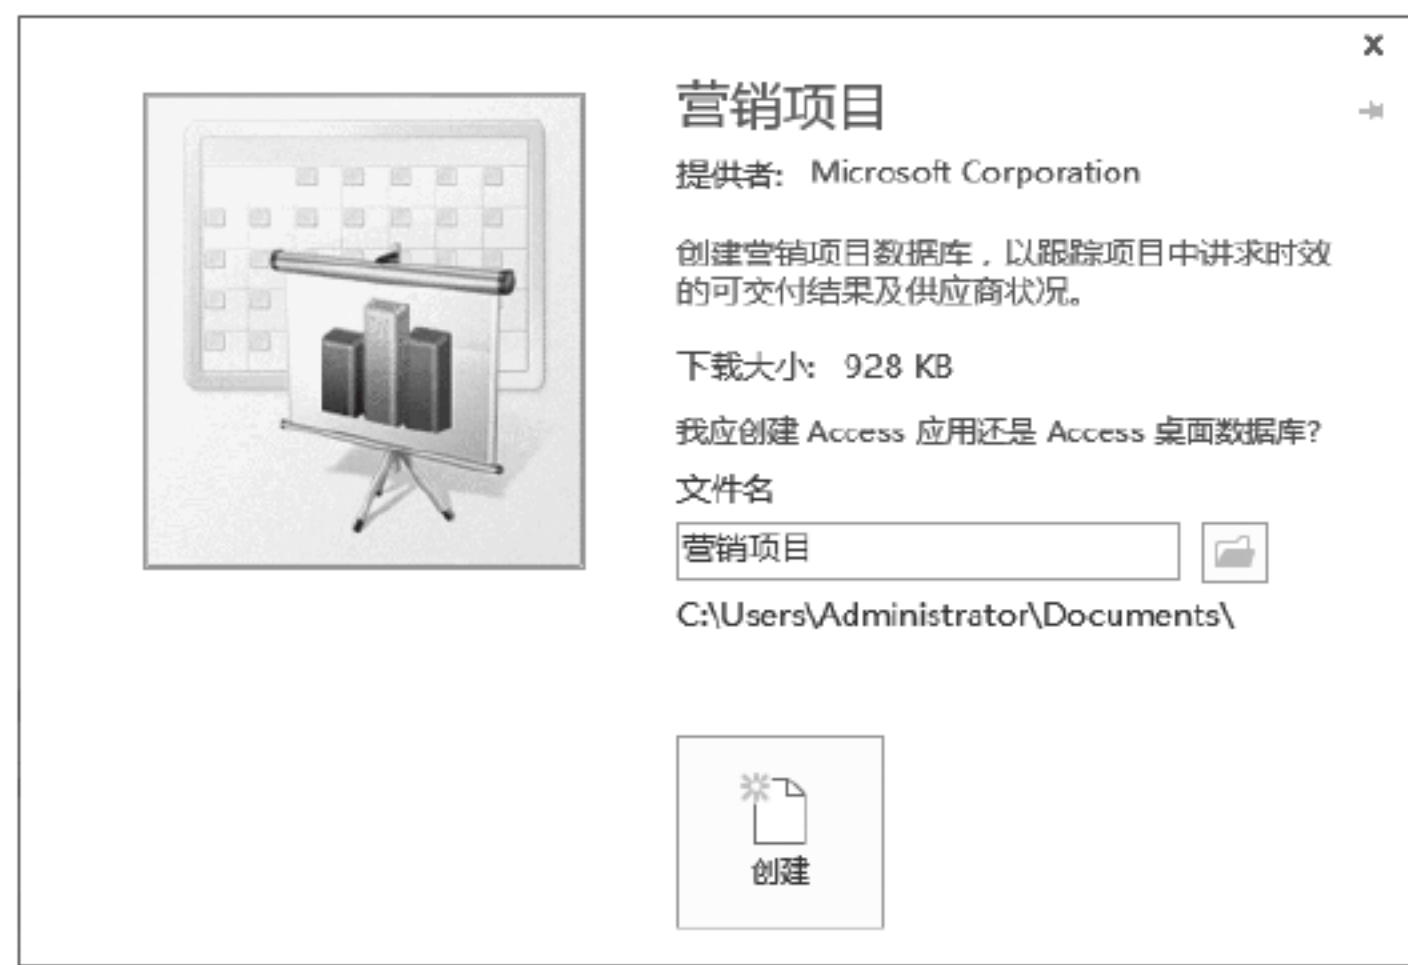 营销项目
提供者: Microsoft Corporation
创建营销项目数据库，以跟踪项目中讲求时效
的可交付结果及供应商状况。
下载大小: 928 KB
我应创建 Access 应用还是 Access 桌面数据库?
文件名
营销项目
C:\Users\Administrator\Documents\
创建